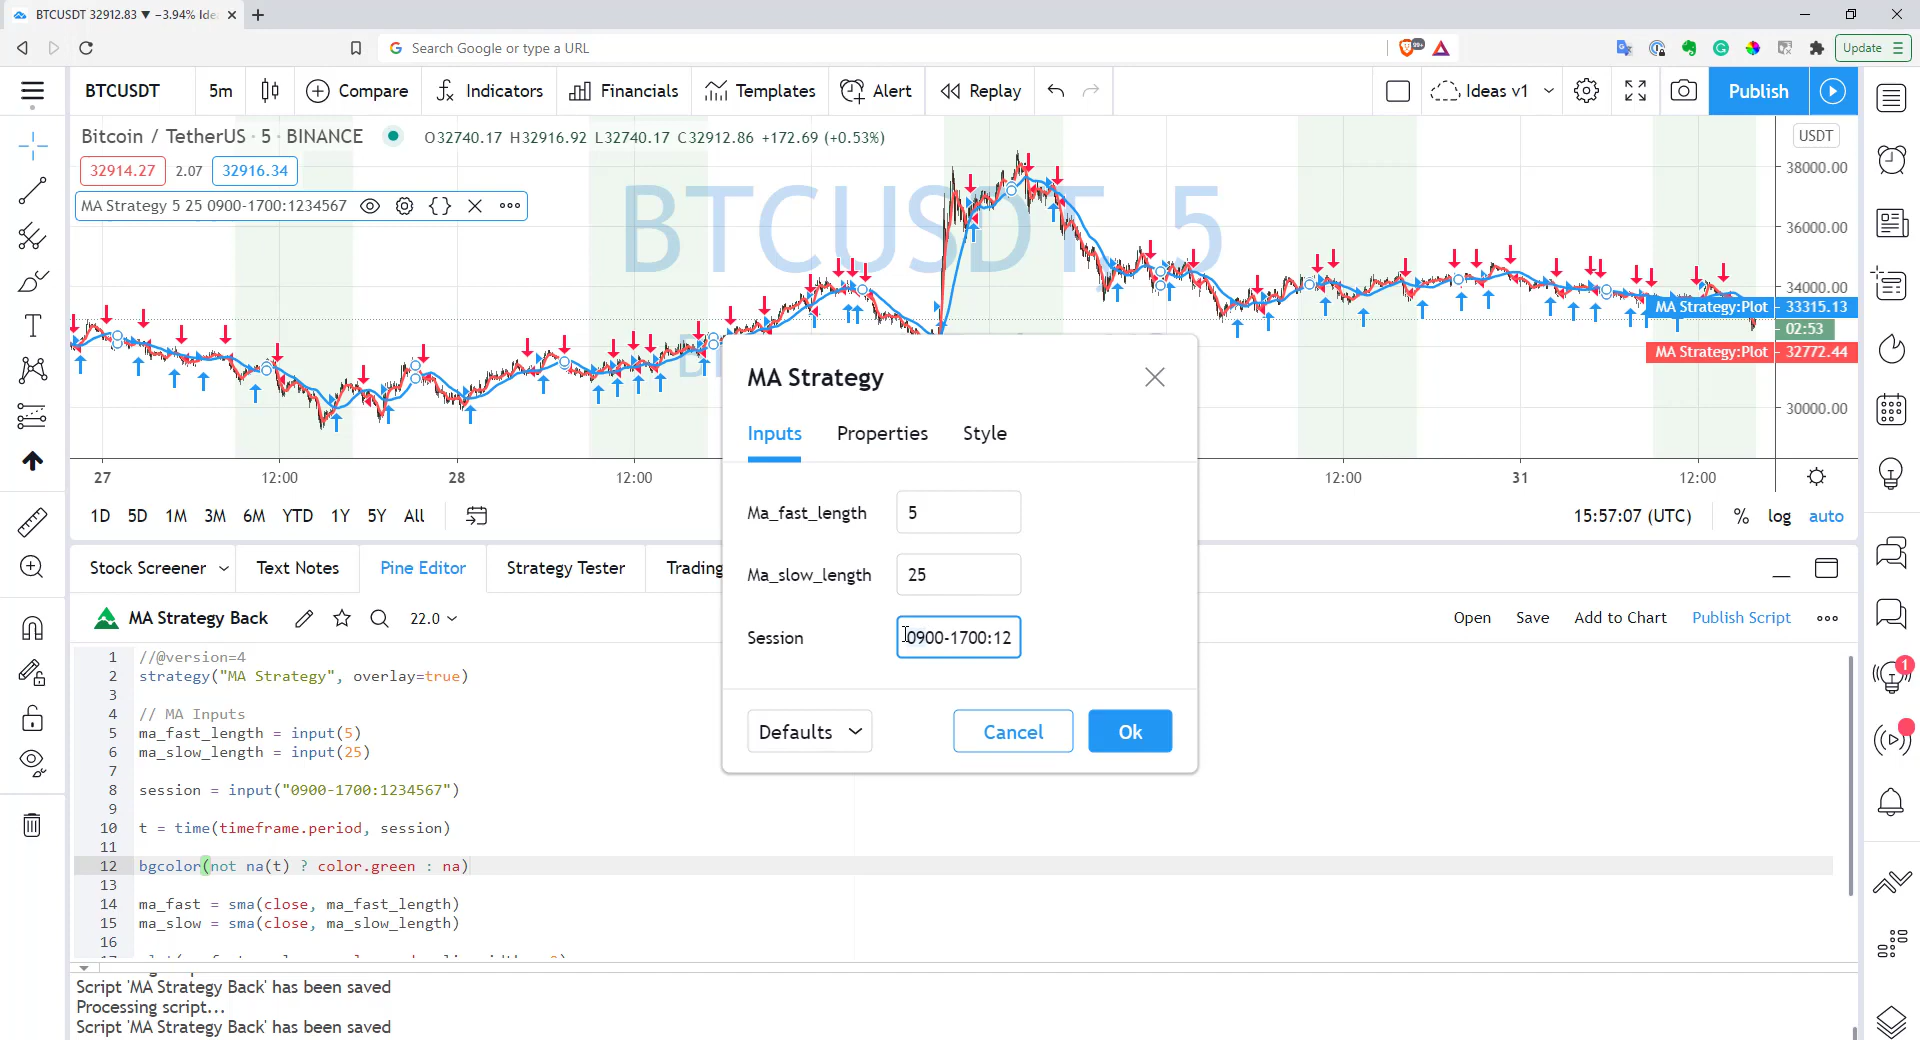 BTCUSDT 32912.83 ▼ −3.94% Ide
Search Google or type a URL
99+
Update
BTCUSDT
5m
Compare
Indicators
Financials
Templates
Alert
Replay
Ideas v1
Publish
Bitcoin / TetherUS · 5 · BINANCE
O32740.17 H32916.92 L32740.17 C32912.86 +172.69 (+0.53%)
USDT
32914.27
2.07
32916.34
38000.00
MA Strategy 5 25 0900-1700:1234567
BTCUSDT, 5
36000.00
34000.00
MA Strategy:Plot
33315.13
02:53
MA Strategy:Plot
32772.44
30000.00
27
12:00
28
12:00
12:00
31
12:00
1D 5D 1M 3M 6M YTD 1Y 5Y All
15:57:07 (UTC)
% log auto
MA Strategy
Inputs
Properties
Style
Ma_fast_length
5
Ma_slow_length
25
Session
0900-1700:12
Defaults
Cancel
Ok
Stock Screener
Text Notes
Pine Editor
Strategy Tester
Trading
MA Strategy Back
22.0
Open
Save
Add to Chart
Publish Script
1 //@version=4
2 strategy("MA Strategy", overlay=true)
3
4 // MA Inputs
5 ma_fast_length = input(5)
6 ma_slow_length = input(25)
7
8 session = input("0900-1700:1234567")
9
10 t = time(timeframe.period, session)
11
12 bgcolor(not na(t) ? color.green : na)
13
14 ma_fast = sma(close, ma_fast_length)
15 ma_slow = sma(close, ma_slow_length)
16
Script 'MA Strategy Back' has been saved
Processing script...
Script 'MA Strategy Back' has been saved
1